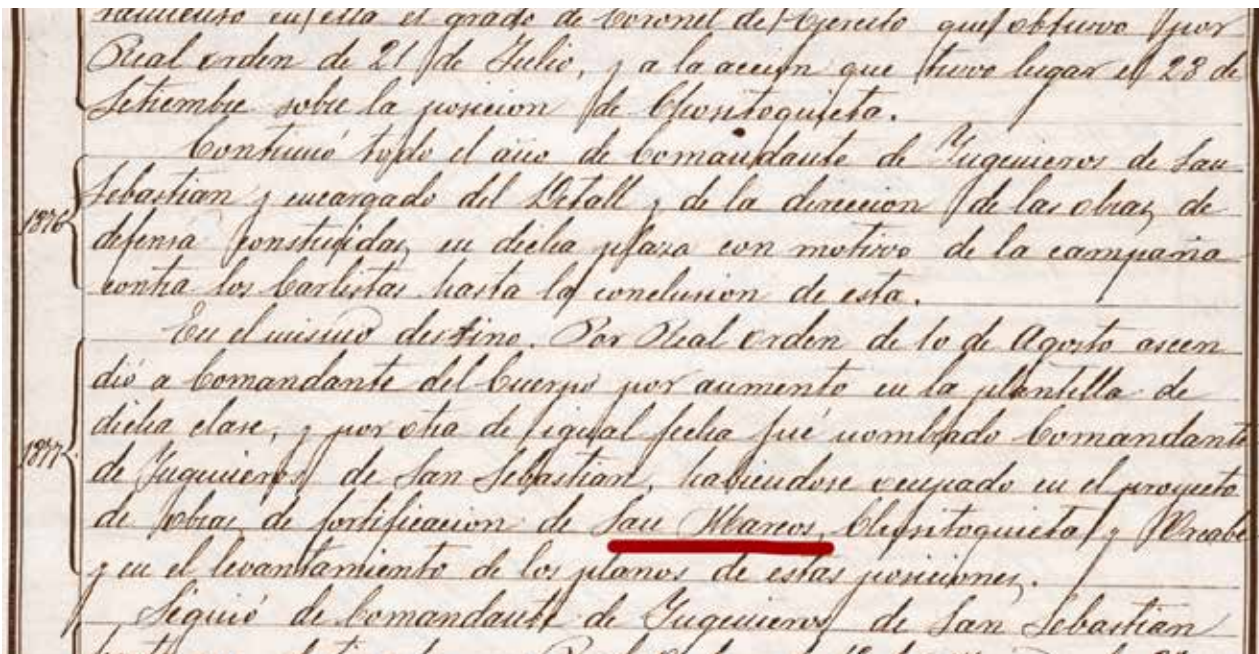 en ella el grado de Coronel de Ejercito que obtuvo por
Real orden de 21 de Julio, y a la accion que tuvo lugar el 28 de
Setiembre sobre la posicion de Choritoquieta.
Continuó todo el año de Comandante de Yngenieros de San
1876 Sebastian y encargado del Detall y de la direccion de las obras de
defensa construidas en dicha plaza con motivo de la campaña
contra los Carlistas hasta la conclusion de esta.
En el mismo destino. Por Real orden de 10 de Agosto ascen
dió a Comandante del Cuerpo por aumento en la plantilla de
1877 dicha clase, y por otra de igual fecha fué nombrado Comandante
de Yngenieros de San Sebastian, habiendose ocupado en el proyecto
de obras de fortificacion de San Marcos, Choritoquieta y Arcabe
y en el levantamiento de los planos de estas posiciones.
Siguió de Comandante de Yngenieros de San Sebastian